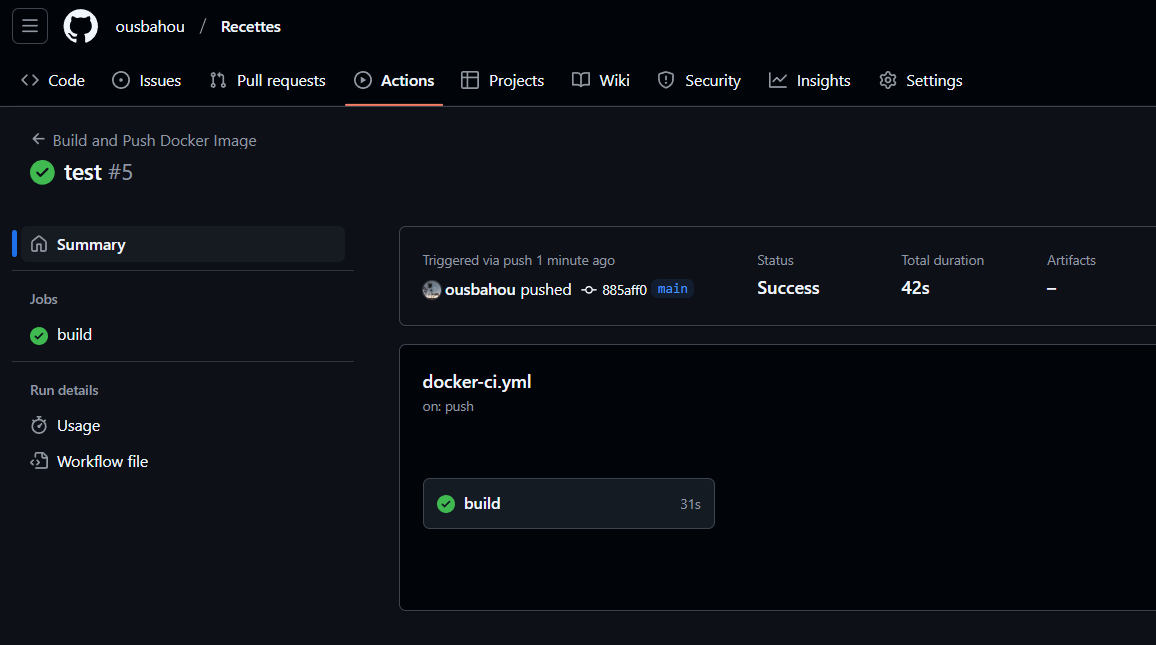 ousbahou / Recettes
Code Issues Pull requests Actions Projects Wiki Security Insights Settings
Build and Push Docker Image
test #5
Summary
Jobs
build
Run details
Usage
Workflow file
Triggered via push 1 minute ago
ousbahou pushed 885aff0 main
Status
Success
Total duration
42s
Artifacts
–
docker-ci.yml
on: push
build 31s